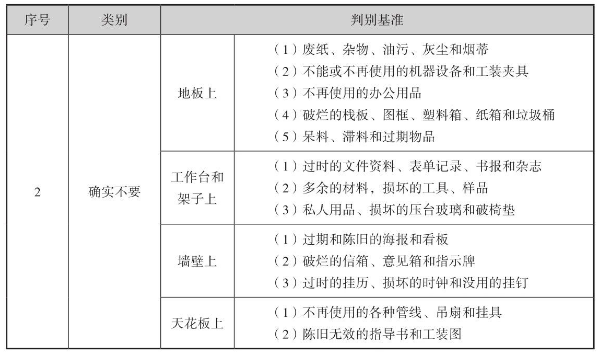 序号 类别 判别基准
2 确实不要
地板上
（1）废纸、杂物、油污、灰尘和烟蒂
（2）不能或不再使用的机器设备和工装夹具
（3）不再使用的办公用品
（4）破烂的栈板、图框、塑料箱、纸箱和垃圾桶
（5）呆料、滞料和过期物品
工作台和
架子上
（1）过时的文件资料、表单记录、书报和杂志
（2）多余的材料，损坏的工具、样品
（3）私人用品、损坏的压台玻璃和破椅垫
墙壁上
（1）过期和陈旧的海报和看板
（2）破烂的信箱、意见箱和指示牌
（3）过时的挂历、损坏的时钟和没用的挂钉
天花板上
（1）不再使用的各种管线、吊扇和挂具
（2）陈旧无效的指导书和工装图